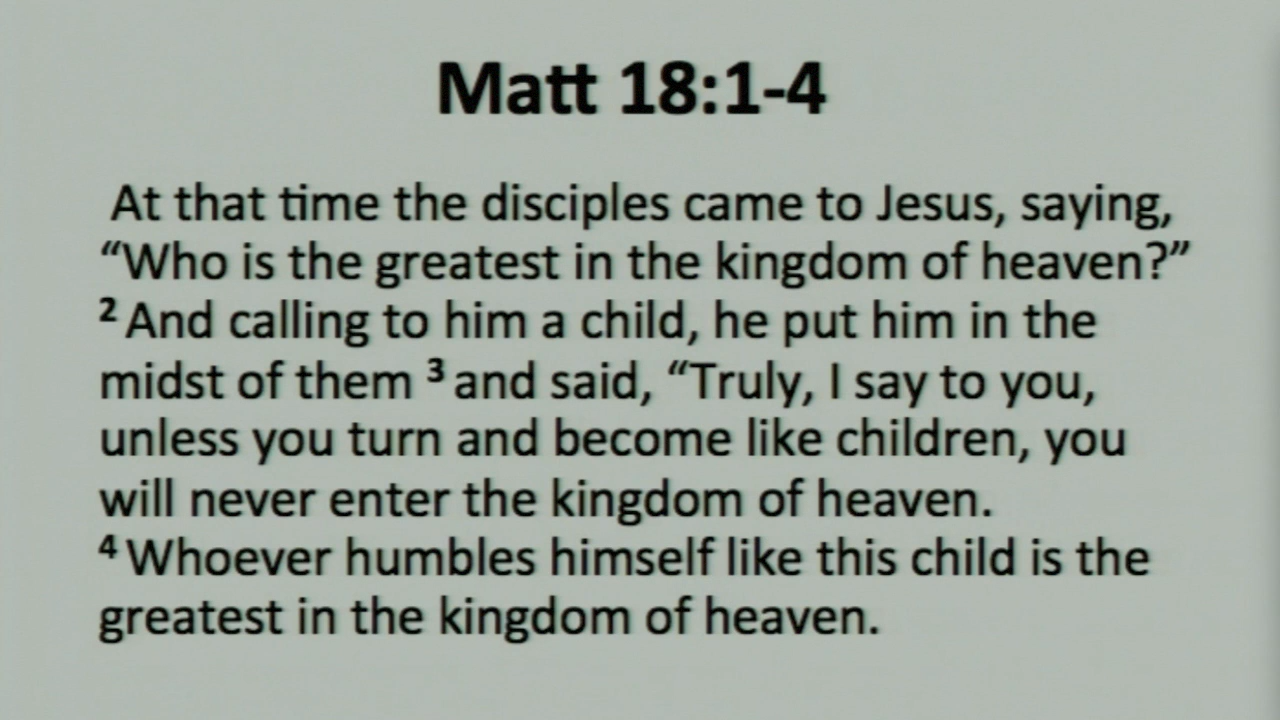 Matt 18:1-4
At that time the disciples came to Jesus, saying,
“Who is the greatest in the kingdom of heaven?”
² And calling to him a child, he put him in the
midst of them ³ and said, “Truly, I say to you,
unless you turn and become like children, you
will never enter the kingdom of heaven.
⁴ Whoever humbles himself like this child is the
greatest in the kingdom of heaven.